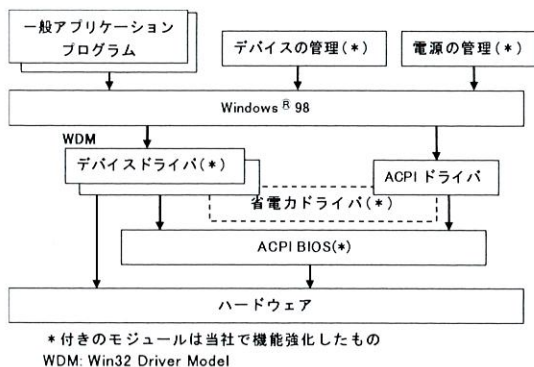 一般アプリケーション
プログラム
デバイスの管理(*)
電源の管理(*)
Windows® 98
WDM
デバイスドライバ(*)
ACPIドライバ
省電力ドライバ(*)
ACPI BIOS(*)
ハードウェア
*付きのモジュールは当社で機能強化したもの
WDM: Win32 Driver Model